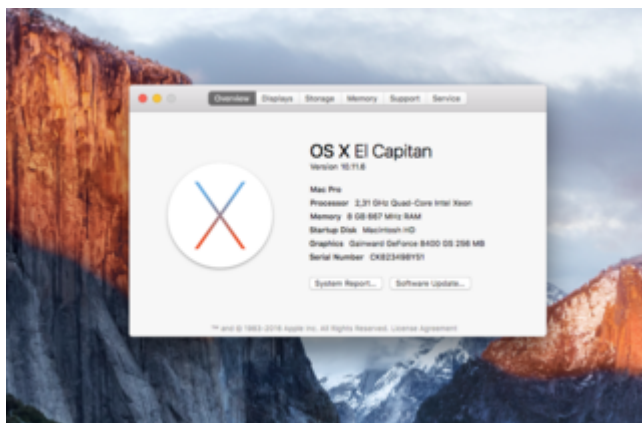 Overview Displays Storage Memory Support Service
OS X El Capitan
Version 10.11.6
Mac Pro
Processor 2,31 GHz Quad-Core Intel Xeon
Memory 8 GB 667 MHz RAM
Startup Disk Macintosh HD
Graphics Gainward GeForce 8400 GS 256 MB
Serial Number
System Report... Software Update...
™ and © 1983-2016 Apple Inc. All Rights Reserved. License Agreement